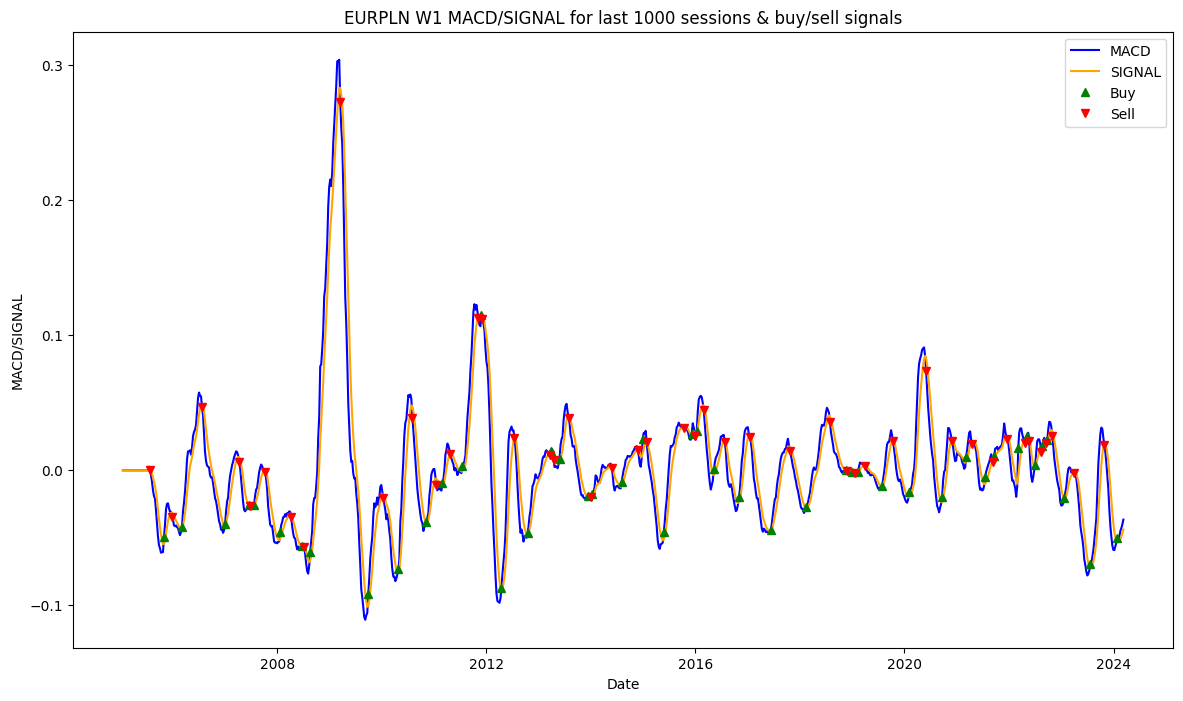 EURPLN W1 MACD/SIGNAL for last 1000 sessions & buy/sell signals
MACD
SIGNAL
Buy
Sell
MACD/SIGNAL
0.3
0.2
0.1
0.0
−0.1
2008
2012
2016
2020
2024
Date